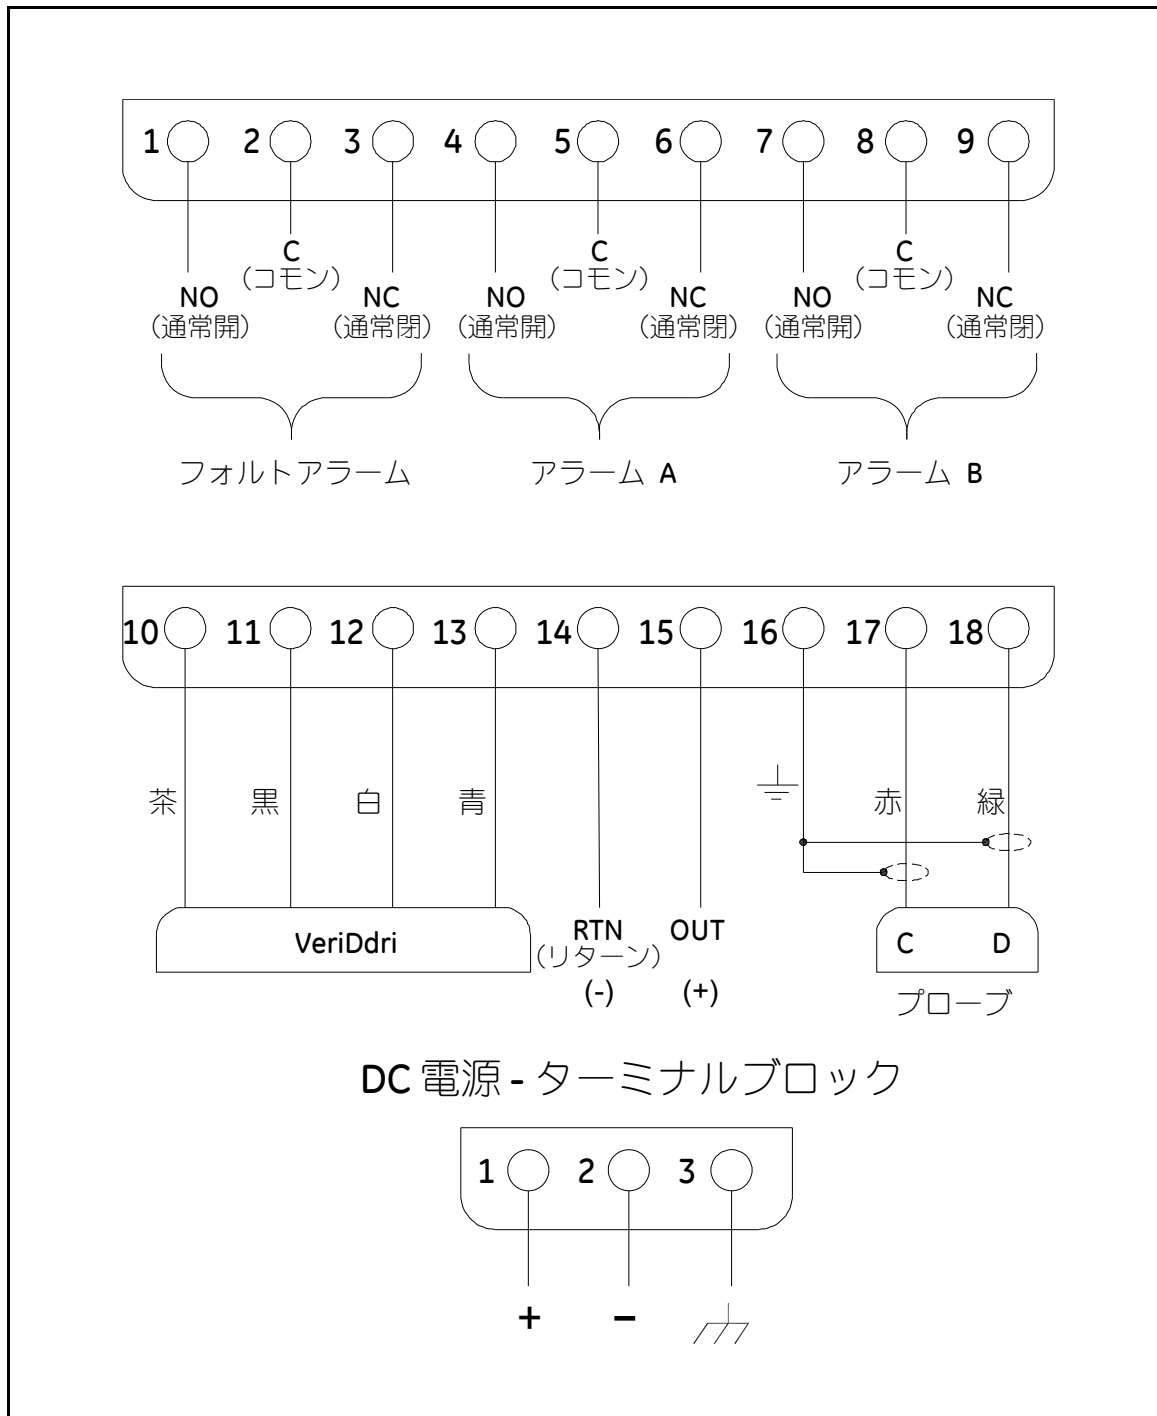 1 2 3 4 5 6 7 8 9
C C C
(コモン) (コモン) (コモン)
NO NC NO NC NO NC
(通常開) (通常閉) (通常開) (通常閉) (通常開) (通常閉)
フォルトアラーム アラーム A アラーム B
10 11 12 13 14 15 16 17 18
茶 黒 白 青 赤 緑
VeriDdri RTN OUT C D
(リターン)
(-) (+) プローブ
DC 電源 - ターミナルブロック
1 2 3
+ −